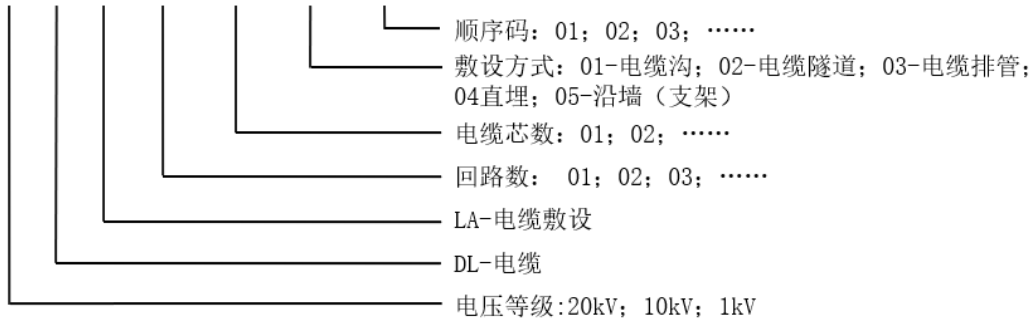 顺序码：01；02；03；……
敷设方式：01-电缆沟；02-电缆隧道；03-电缆排管；
04直埋；05-沿墙（支架）
电缆芯数：01；02；……
回路数： 01；02；03；……
LA-电缆敷设
DL-电缆
电压等级:20kV；10kV；1kV